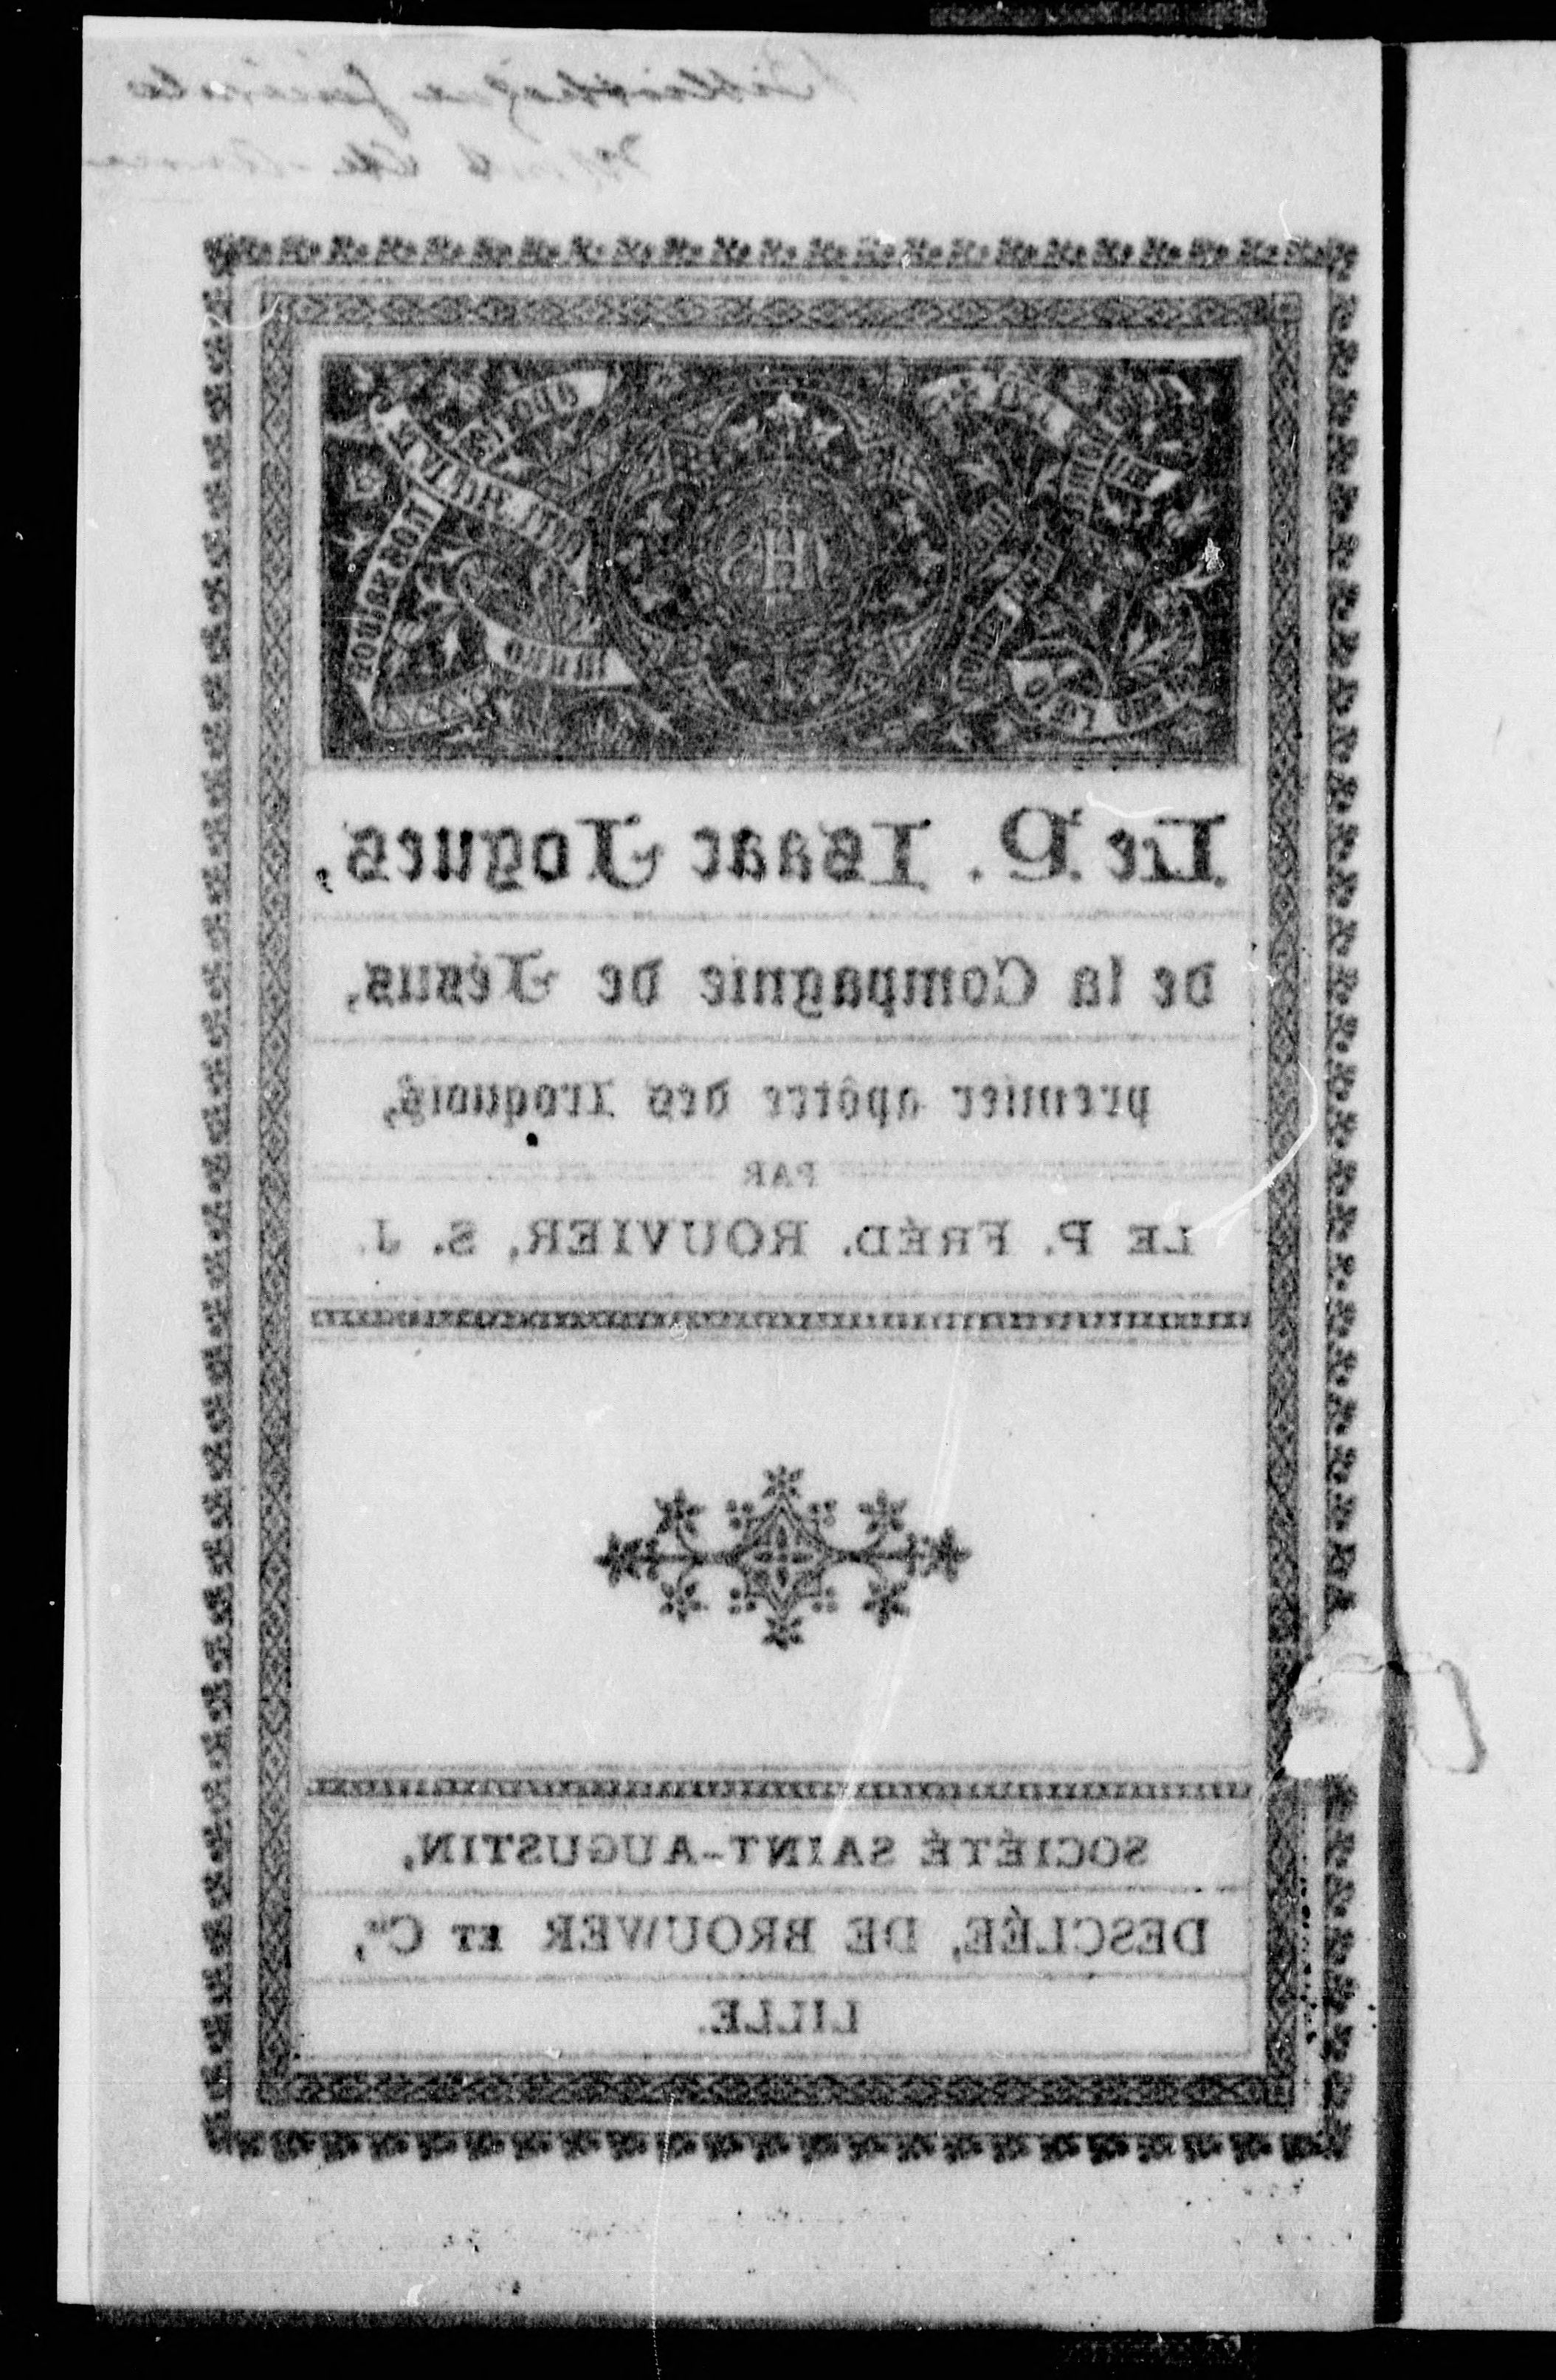 Le P. Isaac Jogues,
de la Compagnie de Jésus,
premier apôtre des Iroquois,
PAR
LE P. FRÉD. ROUVIER, S. J.
SOCIÉTÉ SAINT-AUGUSTIN,
DESCLÉE, DE BROUWER ET Cie,
LILLE.